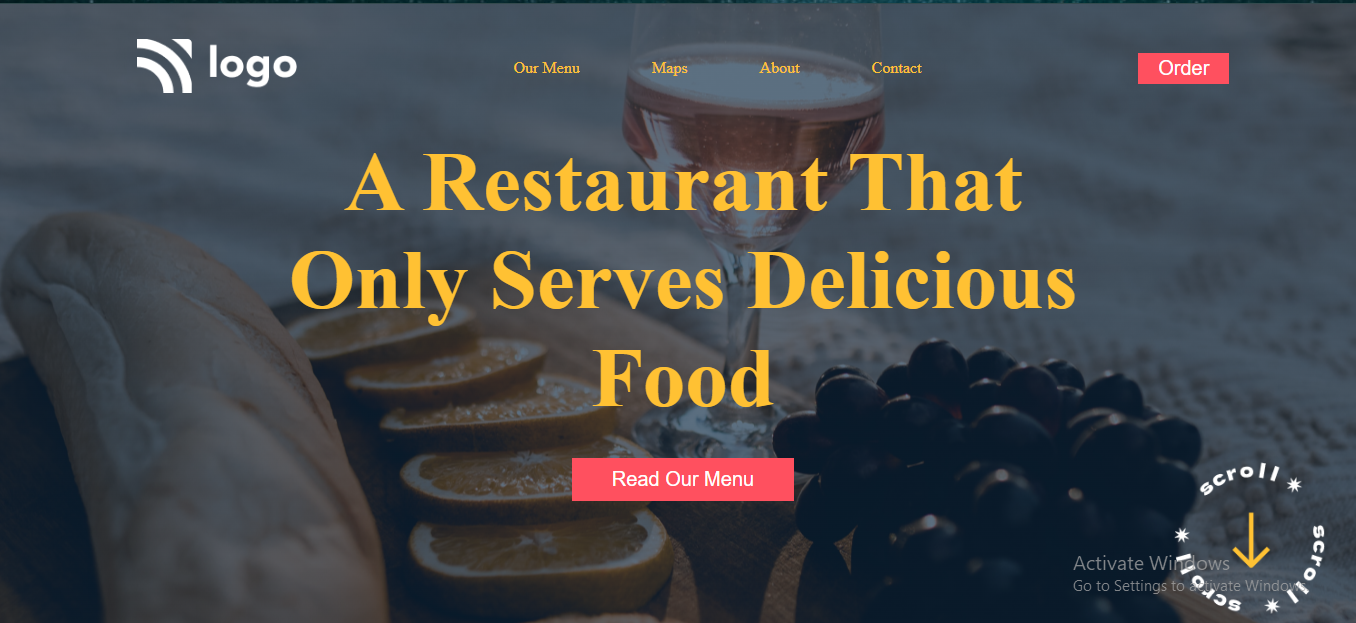 logo
Our Menu Maps About Contact
Order
A Restaurant That
Only Serves Delicious
Food
Read Our Menu
scroll * scroll * scroll *
Activate Windows
Go to Settings to activate Windows.